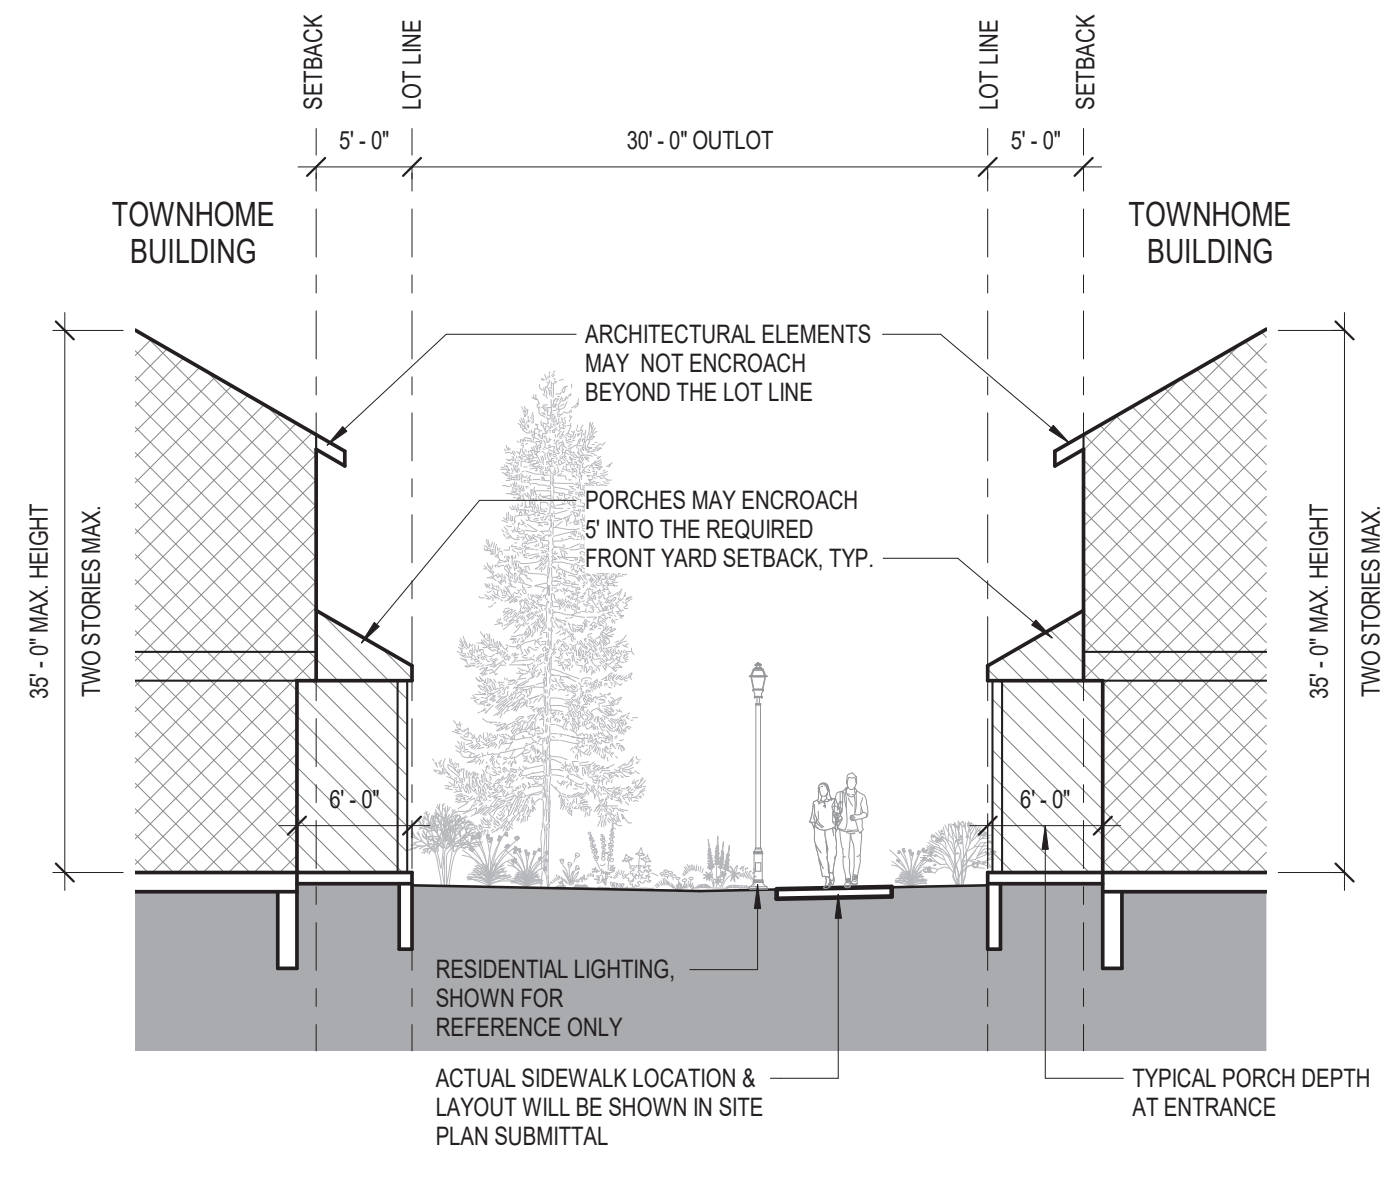 SETBACK
LOT LINE
LOT LINE
SETBACK
5' - 0"
30' - 0" OUTLOT
5' - 0"
TOWNHOME
BUILDING
TOWNHOME
BUILDING
ARCHITECTURAL ELEMENTS
MAY NOT ENCROACH
BEYOND THE LOT LINE
PORCHES MAY ENCROACH
5' INTO THE REQUIRED
FRONT YARD SETBACK, TYP.
35' - 0" MAX. HEIGHT
TWO STORIES MAX.
35' - 0" MAX. HEIGHT
TWO STORIES MAX.
6' - 0"
6' - 0"
RESIDENTIAL LIGHTING,
SHOWN FOR
REFERENCE ONLY
ACTUAL SIDEWALK LOCATION &
LAYOUT WILL BE SHOWN IN SITE
PLAN SUBMITTAL
TYPICAL PORCH DEPTH
AT ENTRANCE